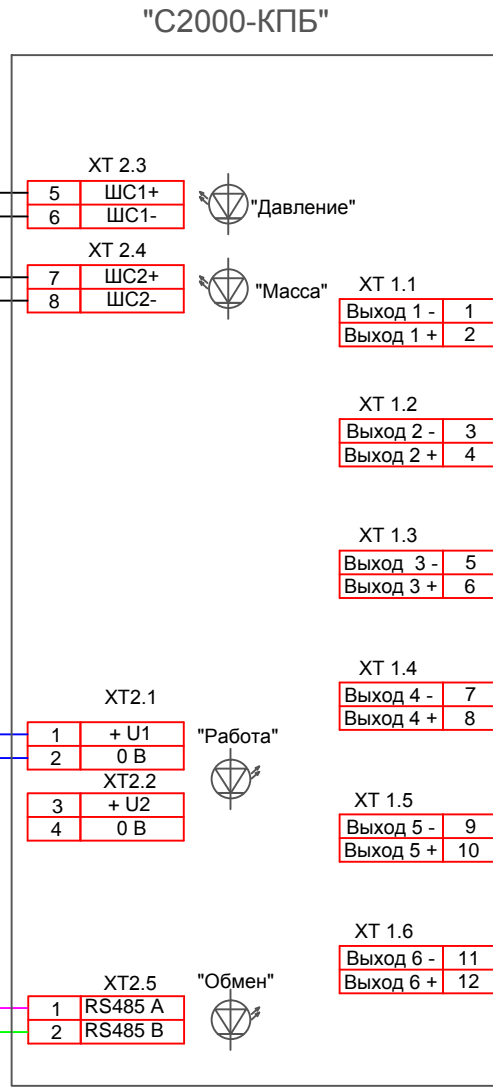 "С2000-КПБ"
XT 2.3
5 ШС1+
6 ШС1-
"Давление"
XT 2.4
7 ШС2+
8 ШС2-
"Масса"
XT 1.1
Выход 1 - 1
Выход 1 + 2
XT 1.2
Выход 2 - 3
Выход 2 + 4
XT 1.3
Выход 3 - 5
Выход 3 + 6
XT 1.4
Выход 4 - 7
Выход 4 + 8
XT2.1
1 + U1
2 0 В
"Работа"
XT2.2
3 + U2
4 0 В
XT 1.5
Выход 5 - 9
Выход 5 + 10
XT 1.6
Выход 6 - 11
Выход 6 + 12
XT2.5
1 RS485 A
2 RS485 B
"Обмен"